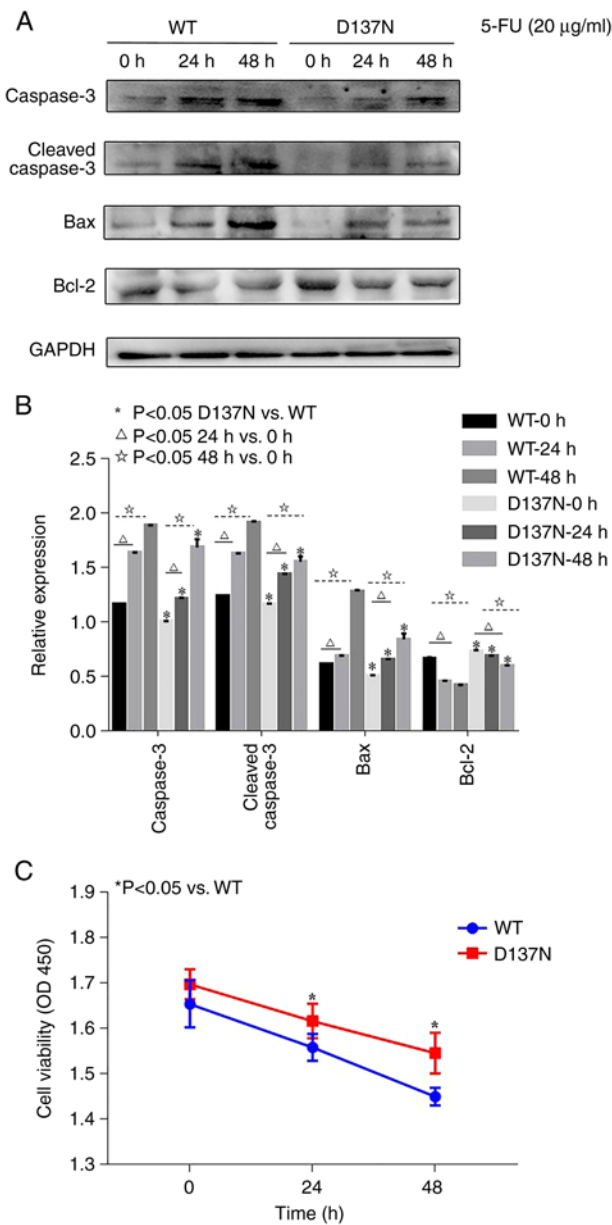 A
WT D137N 5-FU (20 µg/ml)
0 h 24 h 48 h 0 h 24 h 48 h
Caspase-3
Cleaved
caspase-3
Bax
Bcl-2
GAPDH
B
* P<0.05 D137N vs. WT
△ P<0.05 24 h vs. 0 h
☆ P<0.05 48 h vs. 0 h
WT-0 h
WT-24 h
WT-48 h
D137N-0 h
D137N-24 h
D137N-48 h
Relative expression
2.5
2.0
1.5
1.0
0.5
0.0
Caspase-3
Cleaved
caspase-3
Bax
Bcl-2
C
*P<0.05 vs. WT
WT
D137N
Cell viability (OD 450)
1.9
1.8
1.7
1.6
1.5
1.4
1.3
* *
0 24 48
Time (h)